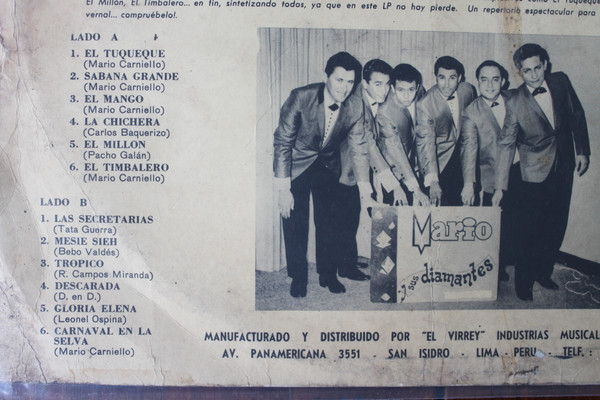 El Millon, El Timbalero... en fin, sintetizando todos, ya que en este LP no hay pierde. Un repertorio espectacular para
vernal... compruébelo!.
LADO A
1. EL TUQUEQUE
(Mario Carniello)
2. SABANA GRANDE
(Mario Carniello)
3. EL MANGO
(Mario Carniello)
4. LA CHICHERA
(Carlos Baquerizo)
5. EL MILLON
(Pacho Galán)
6. EL TIMBALERO
(Mario Carniello)
LADO B
1. LAS SECRETARIAS
(Tata Guerra)
2. MESIE SIEH
(Bebo Valdés)
3. TROPICO
(R. Campos Miranda)
4. DESCARADA
(D. en D.)
5. GLORIA ELENA
(Leonel Ospina)
6. CARNAVAL EN LA
SELVA
(Mario Carniello)
Mario
y sus diamantes
MANUFACTURADO Y DISTRIBUIDO POR "EL VIRREY" INDUSTRIAS MUSICAL
AV. PANAMERICANA 3551 - SAN ISIDRO - LIMA - PERU - TELF. :